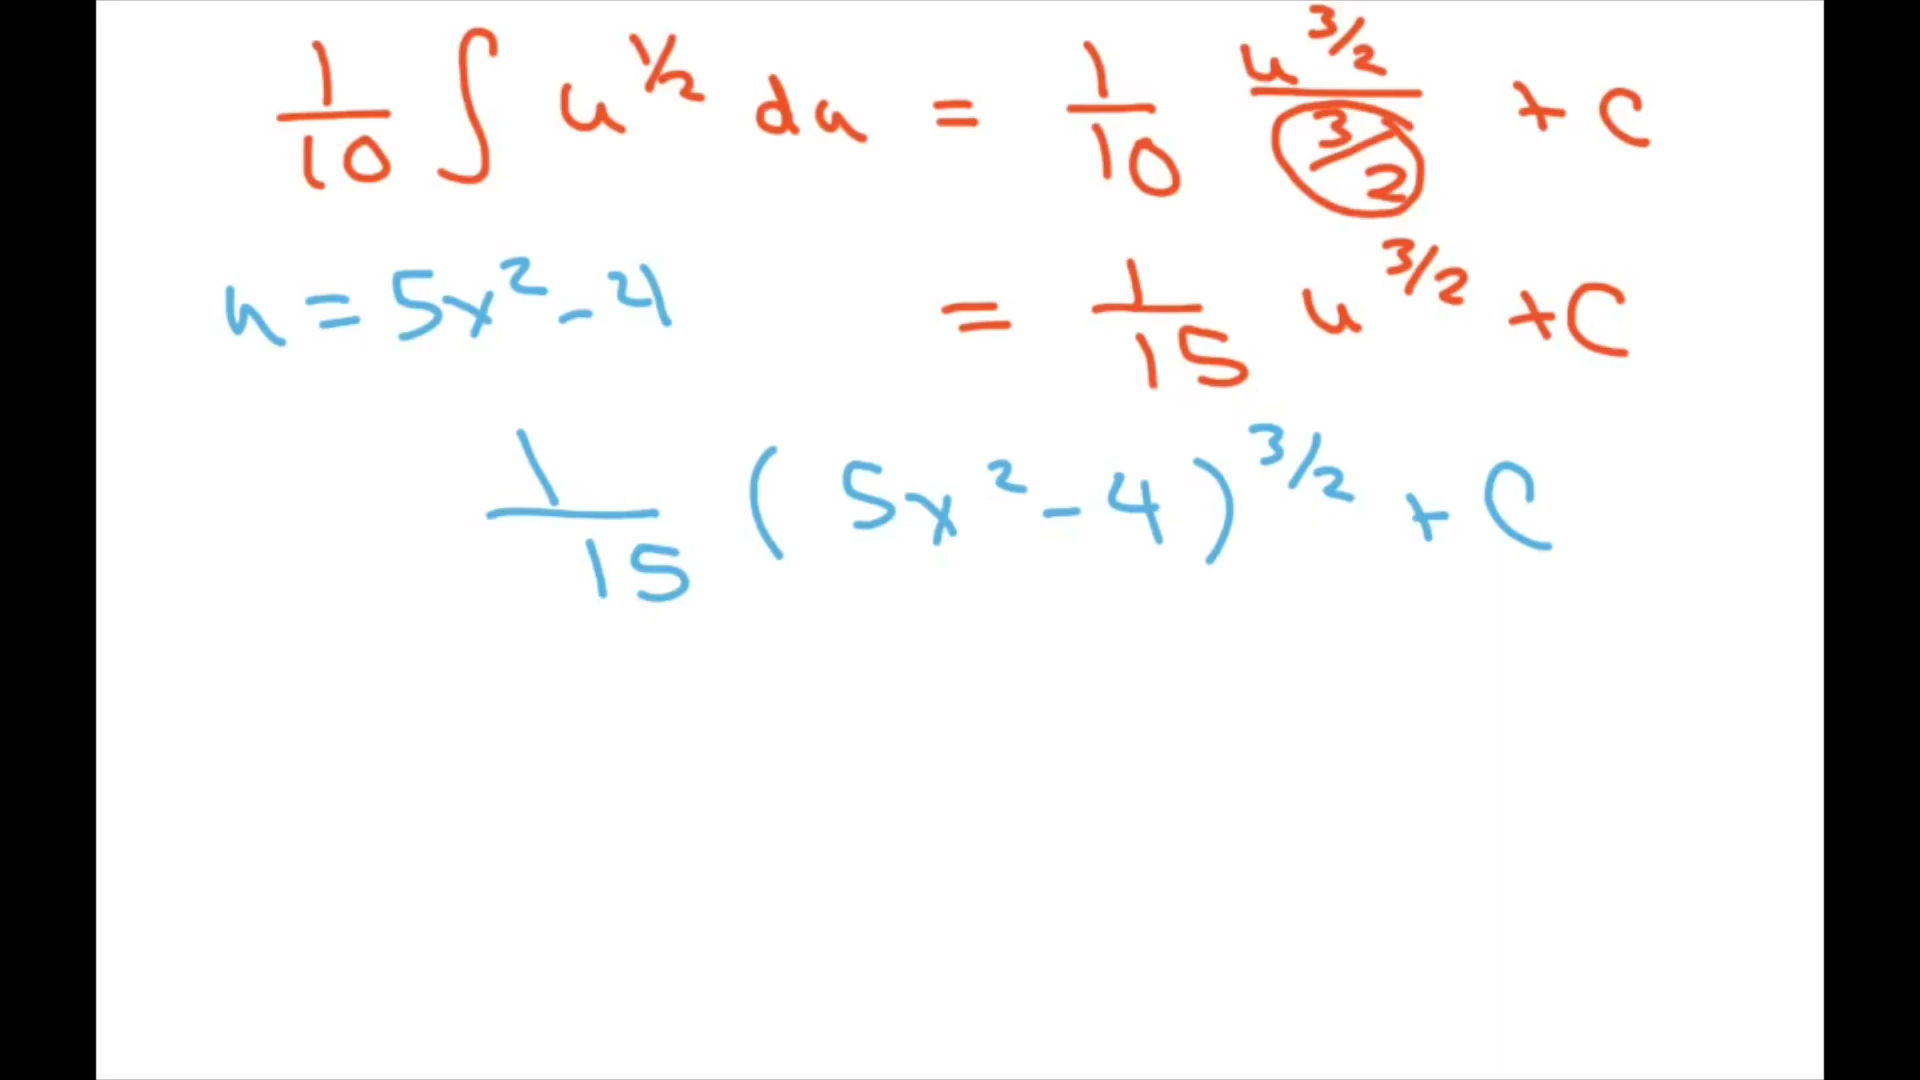 1/10 ∫ u^1/2 du = 1/10 u^3/2 / (3/2) + C
u = 5x² - 4 = 1/15 u^3/2 + C
1/15 (5x² - 4)^3/2 + C